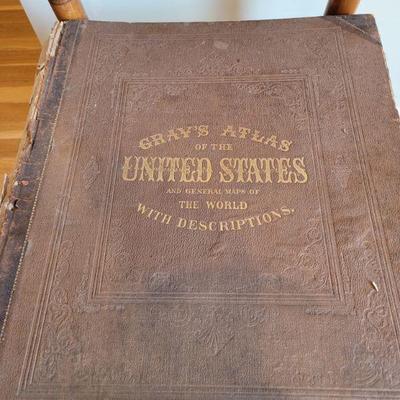 GRAY'S ATLAS
OF THE
UNITED STATES
AND GENERAL MAPS OF
THE WORLD
WITH DESCRIPTIONS.